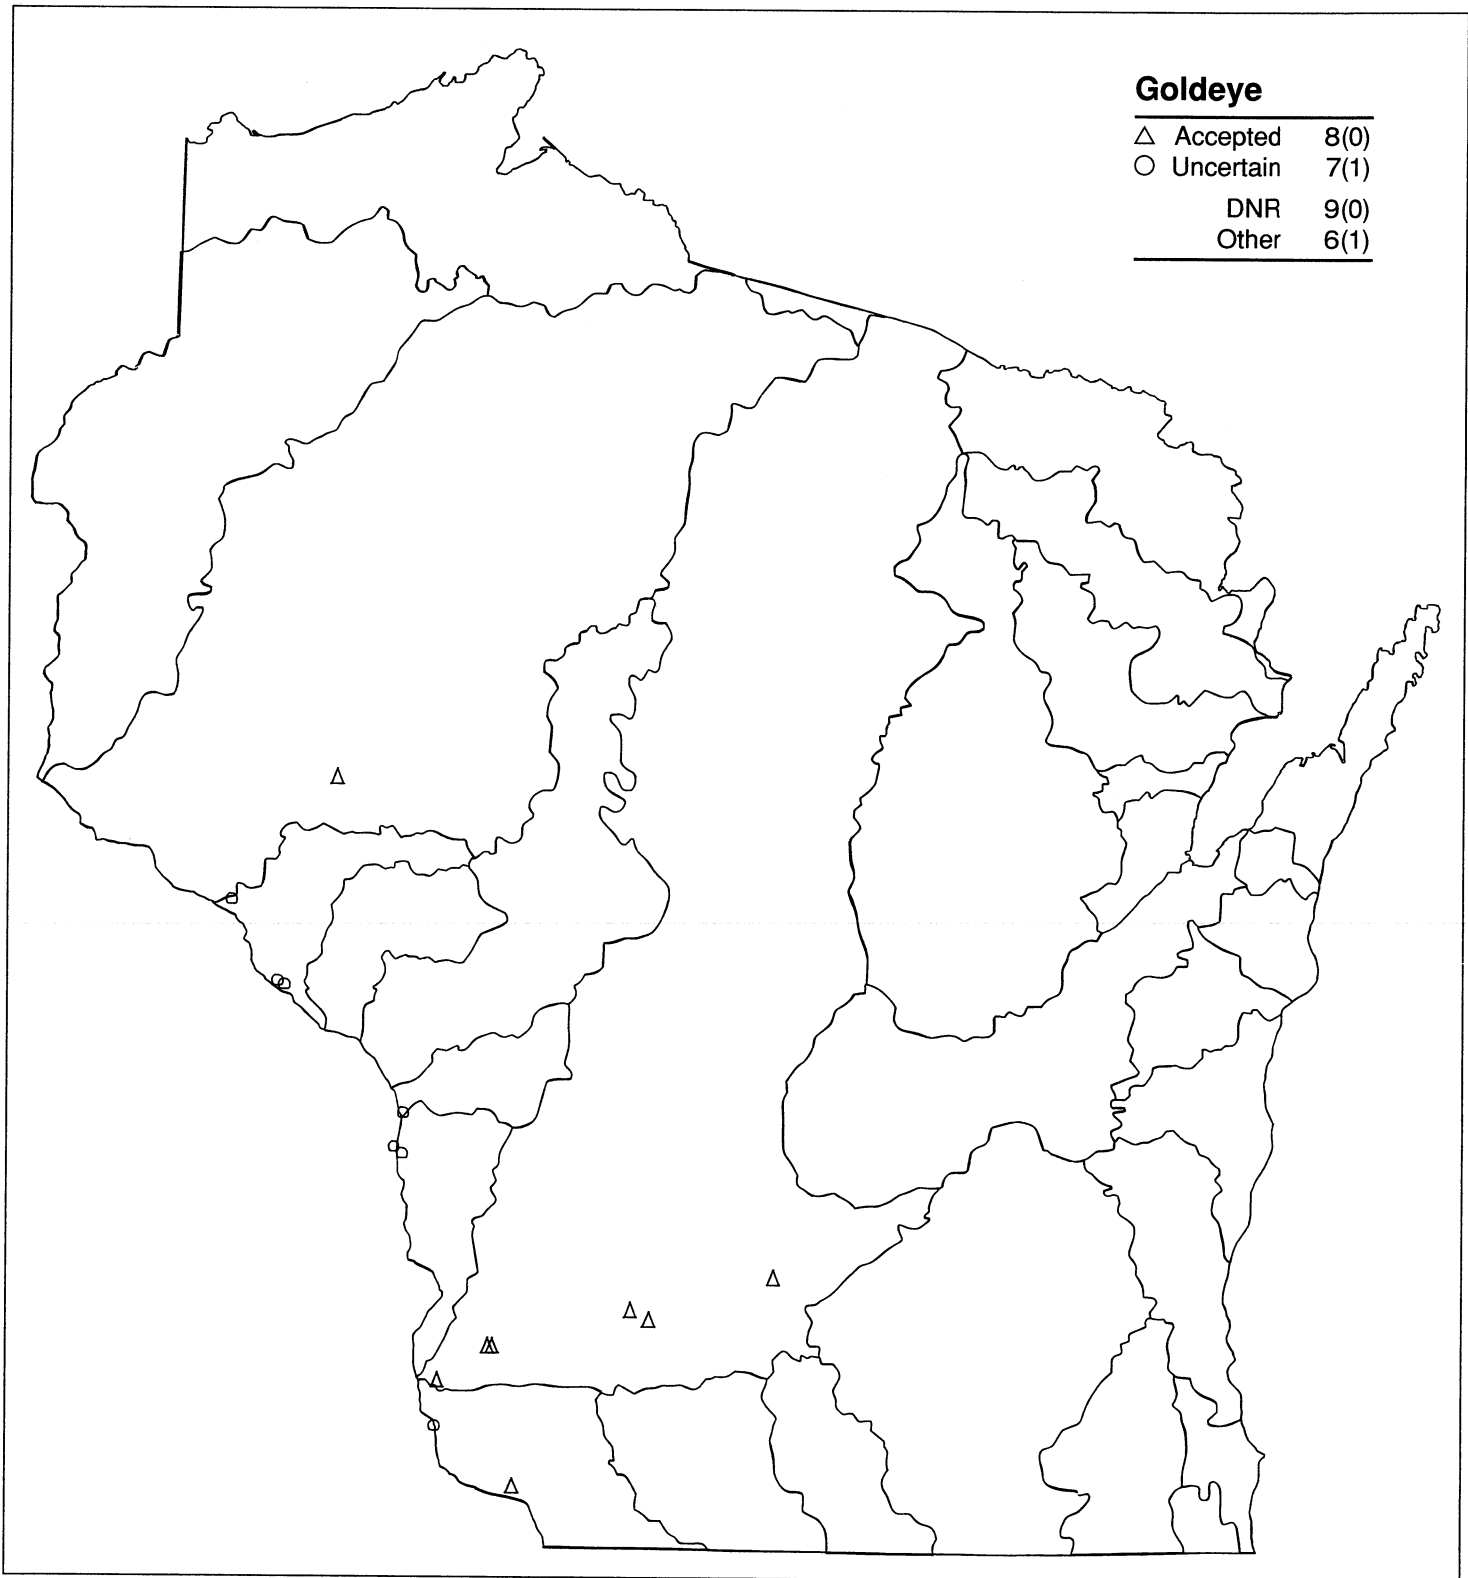 Goldeye
△ Accepted 8(0)
○ Uncertain 7(1)
DNR 9(0)
Other 6(1)